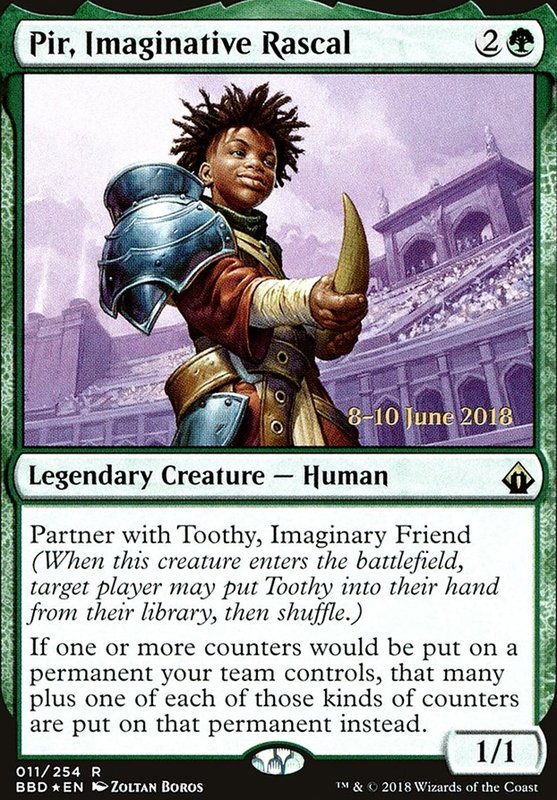 Pir, Imaginative Rascal 2
8–10 June 2018
Legendary Creature — Human
Partner with Toothy, Imaginary Friend
(When this creature enters the battlefield,
target player may put Toothy into their hand
from their library, then shuffle.)
If one or more counters would be put on a
permanent your team controls, that many
plus one of each of those kinds of counters
are put on that permanent instead.
1/1
011/254 R
BBD ★ EN Zoltan Boros
™ & © 2018 Wizards of the Coast